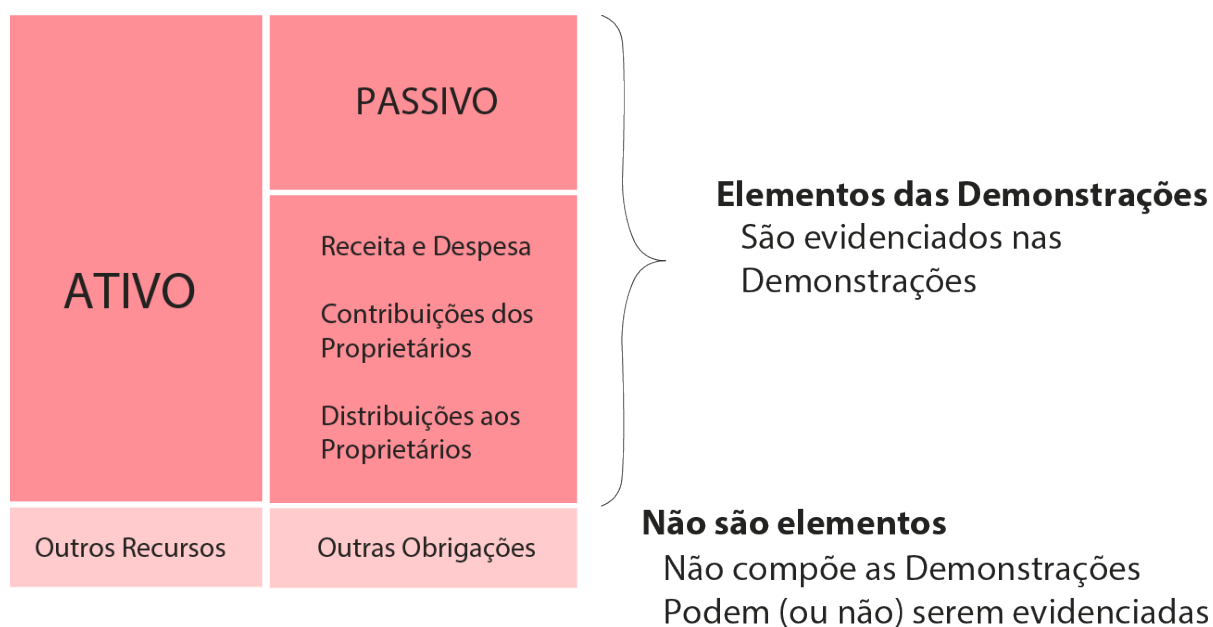 ATIVO
PASSIVO
Receita e Despesa
Contribuições dos
Proprietários
Distribuições aos
Proprietários
Outros Recursos
Outras Obrigações
Elementos das Demonstrações
São evidenciados nas
Demonstrações
Não são elementos
Não compõe as Demonstrações
Podem (ou não) serem evidenciadas